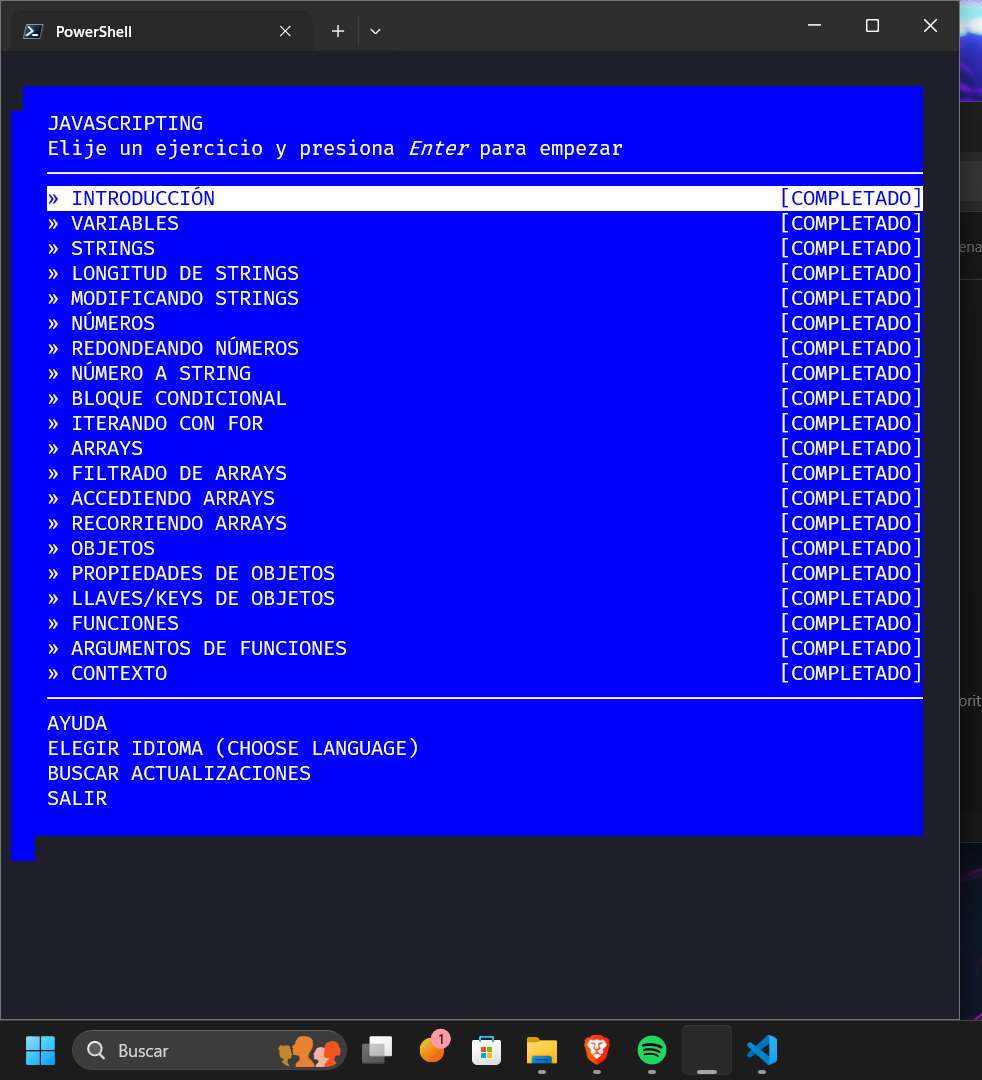 PowerShell
JAVASCRIPTING
Elije un ejercicio y presiona Enter para empezar
» INTRODUCCIÓN [COMPLETADO]
» VARIABLES [COMPLETADO]
» STRINGS [COMPLETADO]
» LONGITUD DE STRINGS [COMPLETADO]
» MODIFICANDO STRINGS [COMPLETADO]
» NÚMEROS [COMPLETADO]
» REDONDEANDO NÚMEROS [COMPLETADO]
» NÚMERO A STRING [COMPLETADO]
» BLOQUE CONDICIONAL [COMPLETADO]
» ITERANDO CON FOR [COMPLETADO]
» ARRAYS [COMPLETADO]
» FILTRADO DE ARRAYS [COMPLETADO]
» ACCEDIENDO ARRAYS [COMPLETADO]
» RECORRIENDO ARRAYS [COMPLETADO]
» OBJETOS [COMPLETADO]
» PROPIEDADES DE OBJETOS [COMPLETADO]
» LLAVES/KEYS DE OBJETOS [COMPLETADO]
» FUNCIONES [COMPLETADO]
» ARGUMENTOS DE FUNCIONES [COMPLETADO]
» CONTEXTO [COMPLETADO]
AYUDA
ELEGIR IDIOMA (CHOOSE LANGUAGE)
BUSCAR ACTUALIZACIONES
SALIR
Buscar
1